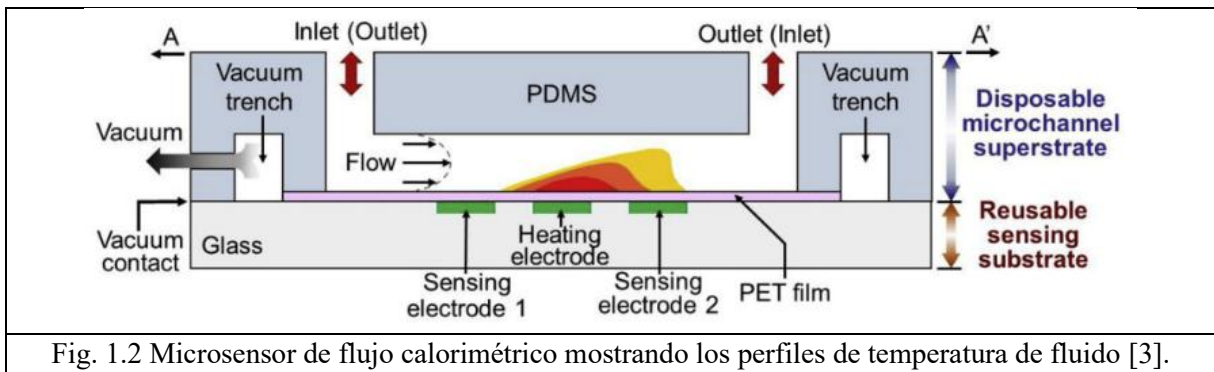 A
Inlet (Outlet)
Outlet (Inlet)
A'
Vacuum
trench
PDMS
Vacuum
trench
Disposable
microchannel
superstrate
Vacuum
Flow
Vacuum
contact
Glass
Heating
electrode
Sensing
electrode 1
Sensing
electrode 2
PET film
Reusable
sensing
substrate
Fig. 1.2 Microsensor de flujo calorimétrico mostrando los perfiles de temperatura de fluido [3].